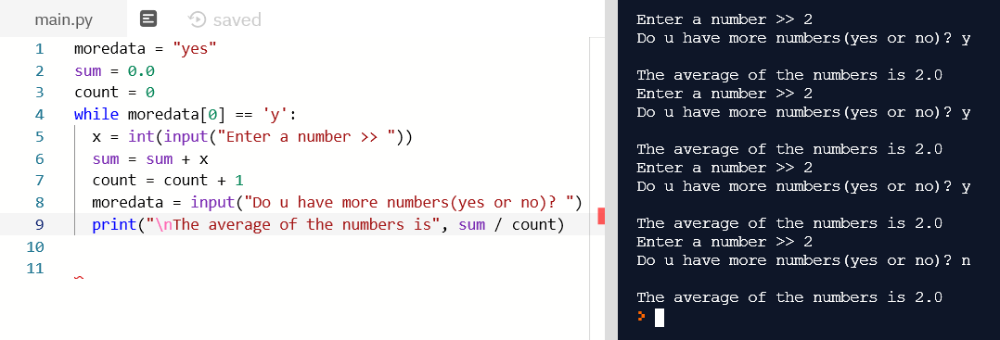 main.py saved
1 moredata = "yes"
2 sum = 0.0
3 count = 0
4 while moredata[0] == 'y':
5 x = int(input("Enter a number >> "))
6 sum = sum + x
7 count = count + 1
8 moredata = input("Do u have more numbers(yes or no)? ")
9 print("\nThe average of the numbers is", sum / count)
10
11
Enter a number >> 2
Do u have more numbers(yes or no)? y
The average of the numbers is 2.0
Enter a number >> 2
Do u have more numbers(yes or no)? y
The average of the numbers is 2.0
Enter a number >> 2
Do u have more numbers(yes or no)? y
The average of the numbers is 2.0
Enter a number >> 2
Do u have more numbers(yes or no)? n
The average of the numbers is 2.0